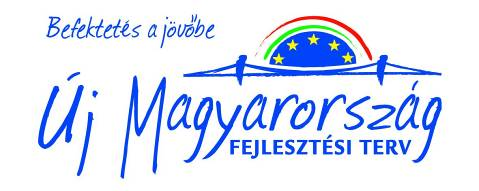 Befektetés a jövőbe
Új Magyarország
FEJLESZTÉSI TERV